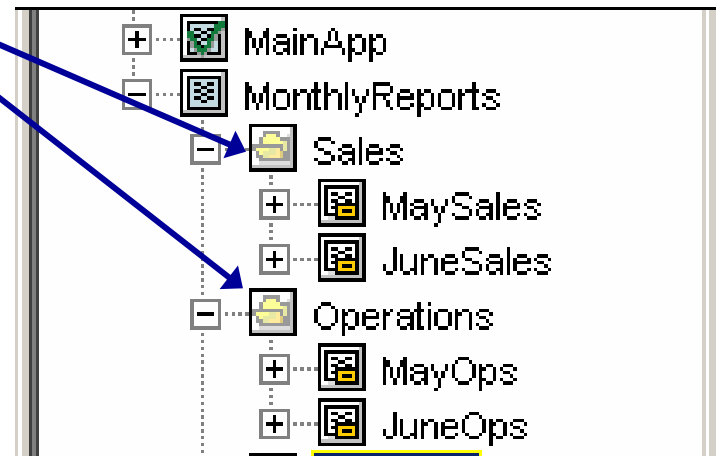 MainApp
MonthlyReports
Sales
MaySales
JuneSales
Operations
MayOps
JuneOps